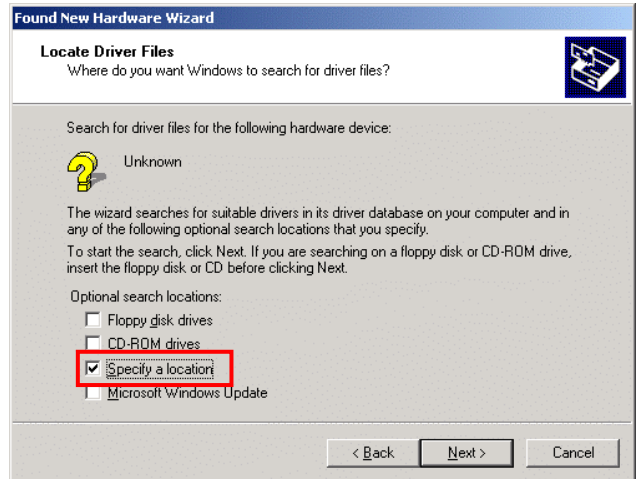 Found New Hardware Wizard
Locate Driver Files
Where do you want Windows to search for driver files?
Search for driver files for the following hardware device:
Unknown
The wizard searches for suitable drivers in its driver database on your computer and in
any of the following optional search locations that you specify.
To start the search, click Next. If you are searching on a floppy disk or CD-ROM drive,
insert the floppy disk or CD before clicking Next.
Optional search locations:
Floppy disk drives
CD-ROM drives
Specify a location
Microsoft Windows Update
< Back
Next >
Cancel